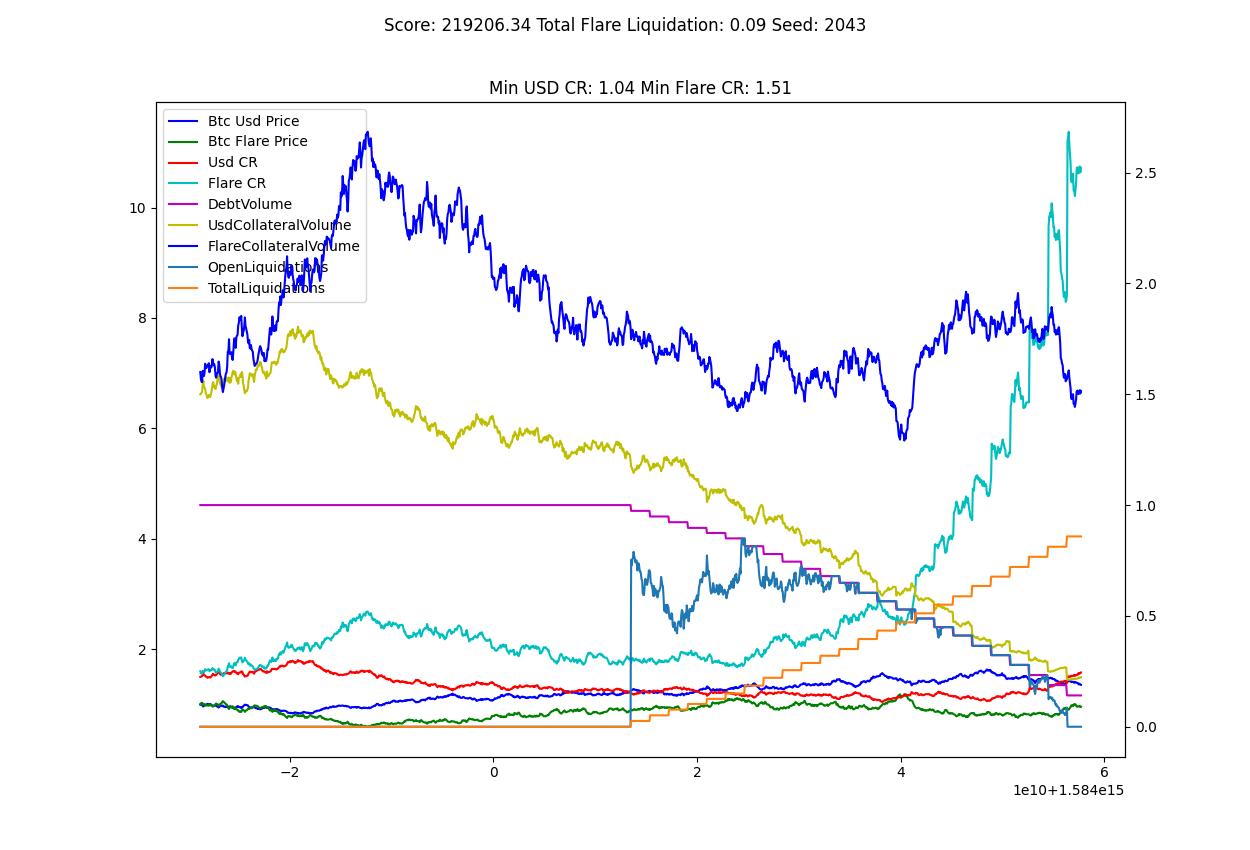 Score: 219206.34 Total Flare Liquidation: 0.09 Seed: 2043
Min USD CR: 1.04 Min Flare CR: 1.51
Btc Usd Price
Btc Flare Price
Usd CR
Flare CR
DebtVolume
UsdCollateralVolume
FlareCollateralVolume
OpenLiquidations
TotalLiquidations
10
8
6
4
2
2.5
2.0
1.5
1.0
0.5
0.0
−2
0
2
4
6
1e10+1.584e15